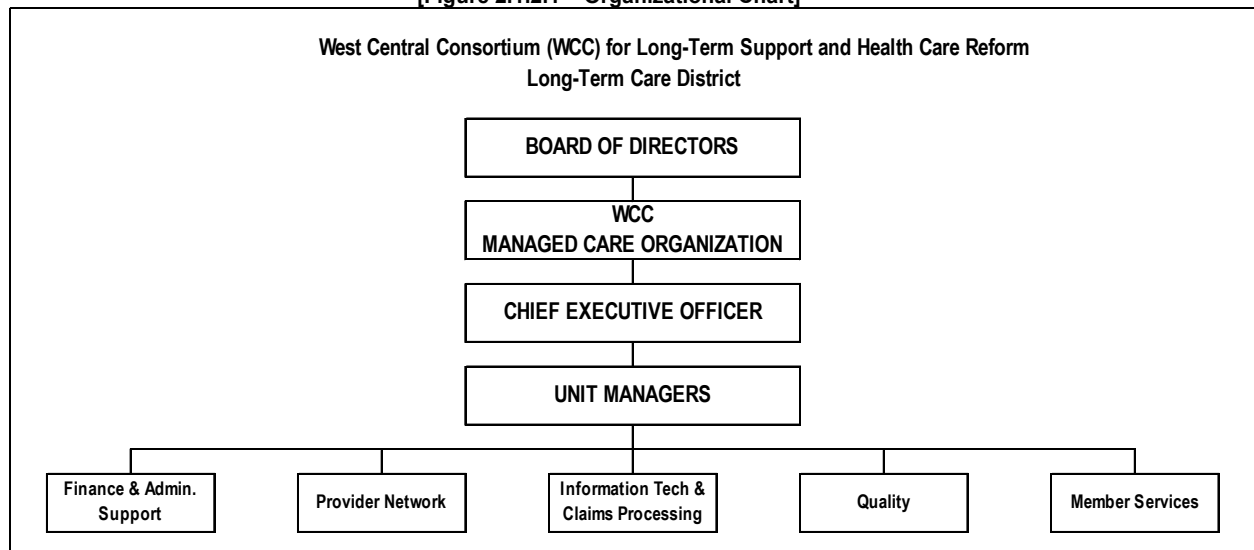 West Central Consortium (WCC) for Long-Term Support and Health Care Reform
Long-Term Care District
BOARD OF DIRECTORS
WCC
MANAGED CARE ORGANIZATION
CHIEF EXECUTIVE OFFICER
UNIT MANAGERS
Finance & Admin.
Support
Provider Network
Information Tech &
Claims Processing
Quality
Member Services